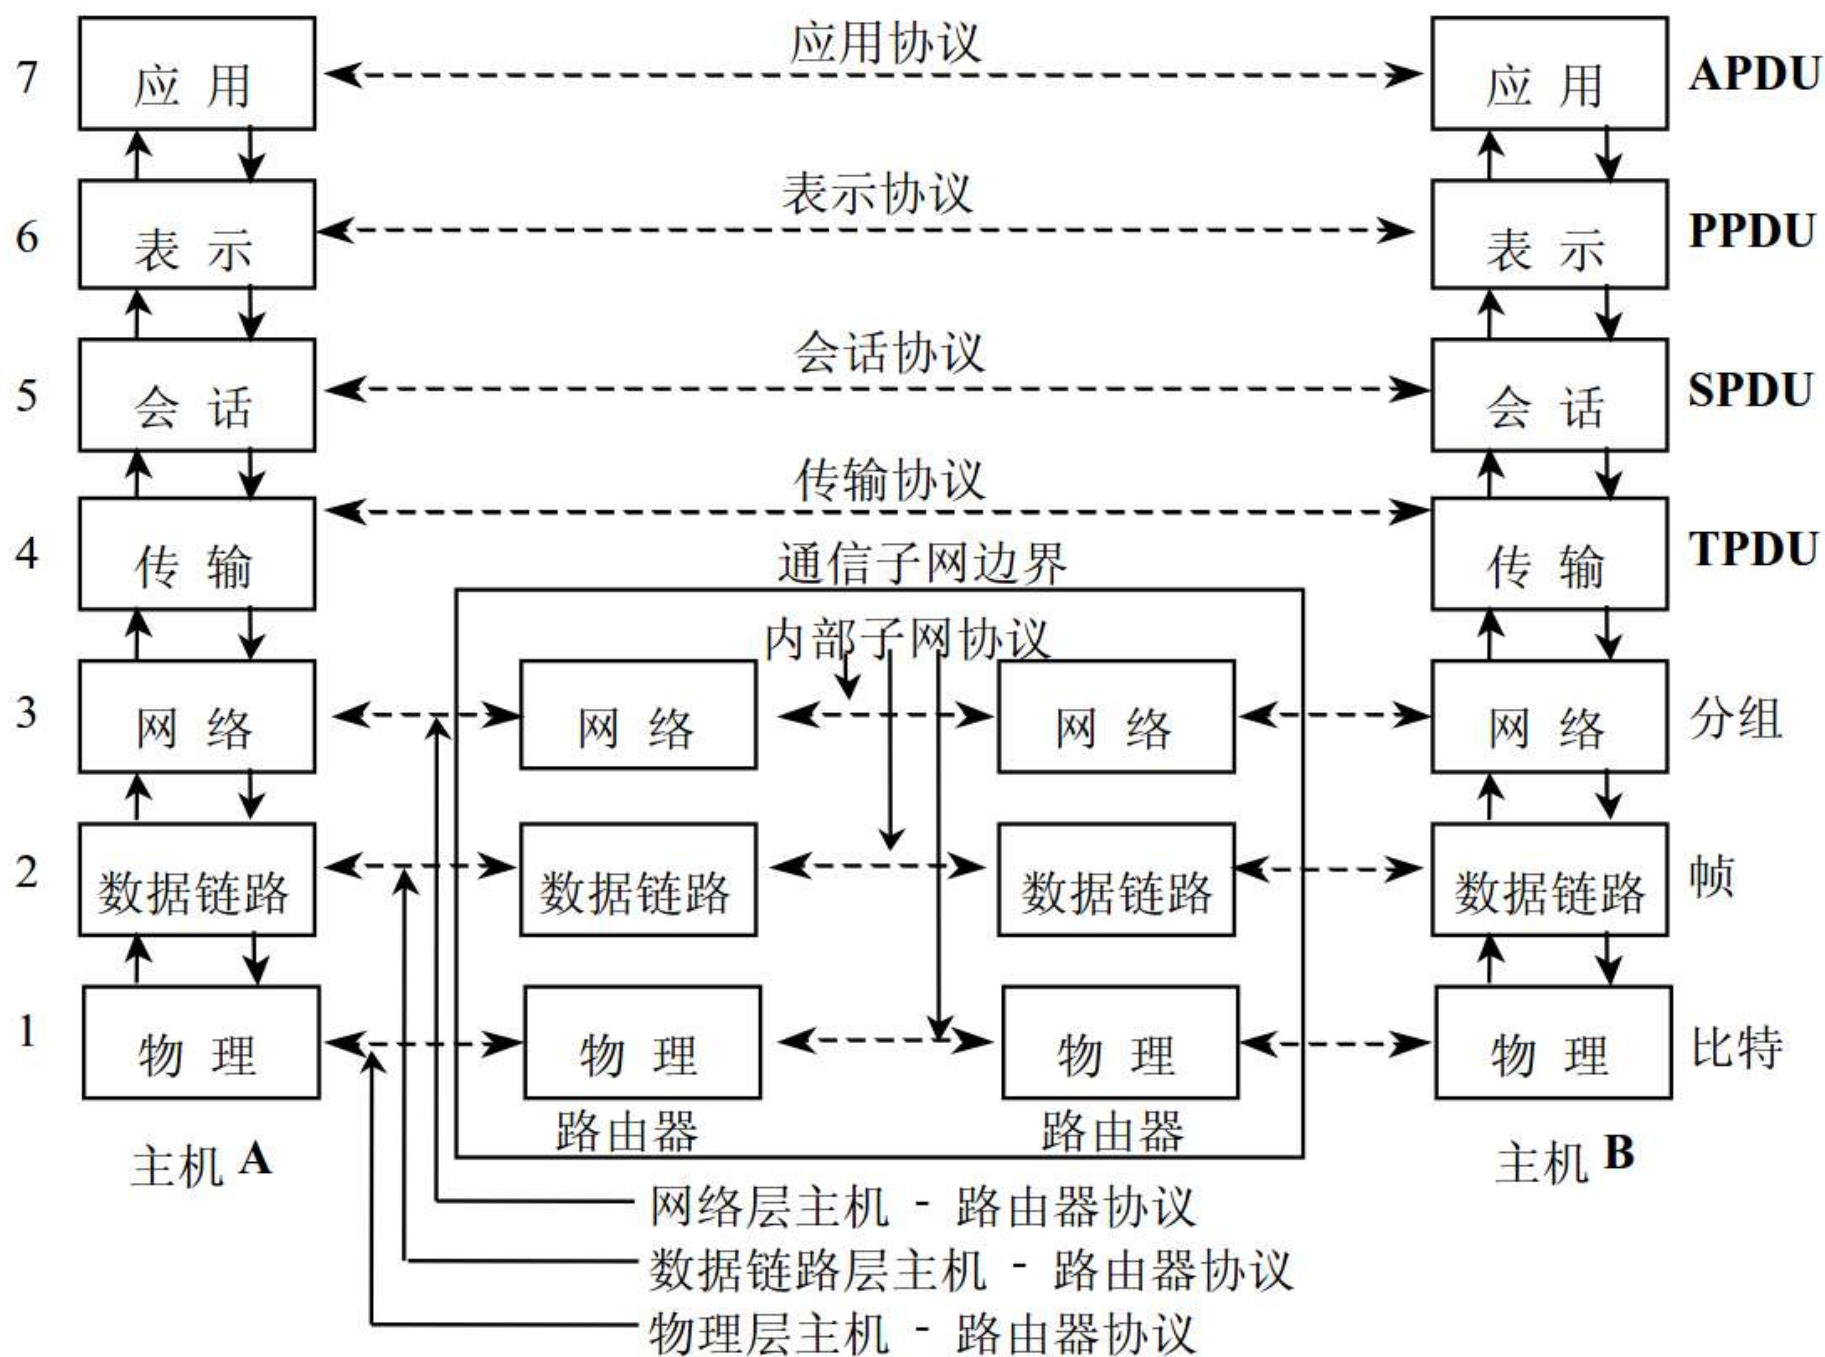 应用协议
7 应 用 应 用 APDU
表示协议
6 表 示 表 示 PPDU
会话协议
5 会 话 会 话 SPDU
传输协议
4 传 输 传 输 TPDU
通信子网边界
内部子网协议
3 网 络 网 络 网 络 网 络 分组
2 数据链路 数据链路 数据链路 数据链路 帧
1 物 理 物 理 物 理 物 理 比特
路由器 路由器
主机 A 主机 B
网络层主机 - 路由器协议
数据链路层主机 - 路由器协议
物理层主机 - 路由器协议